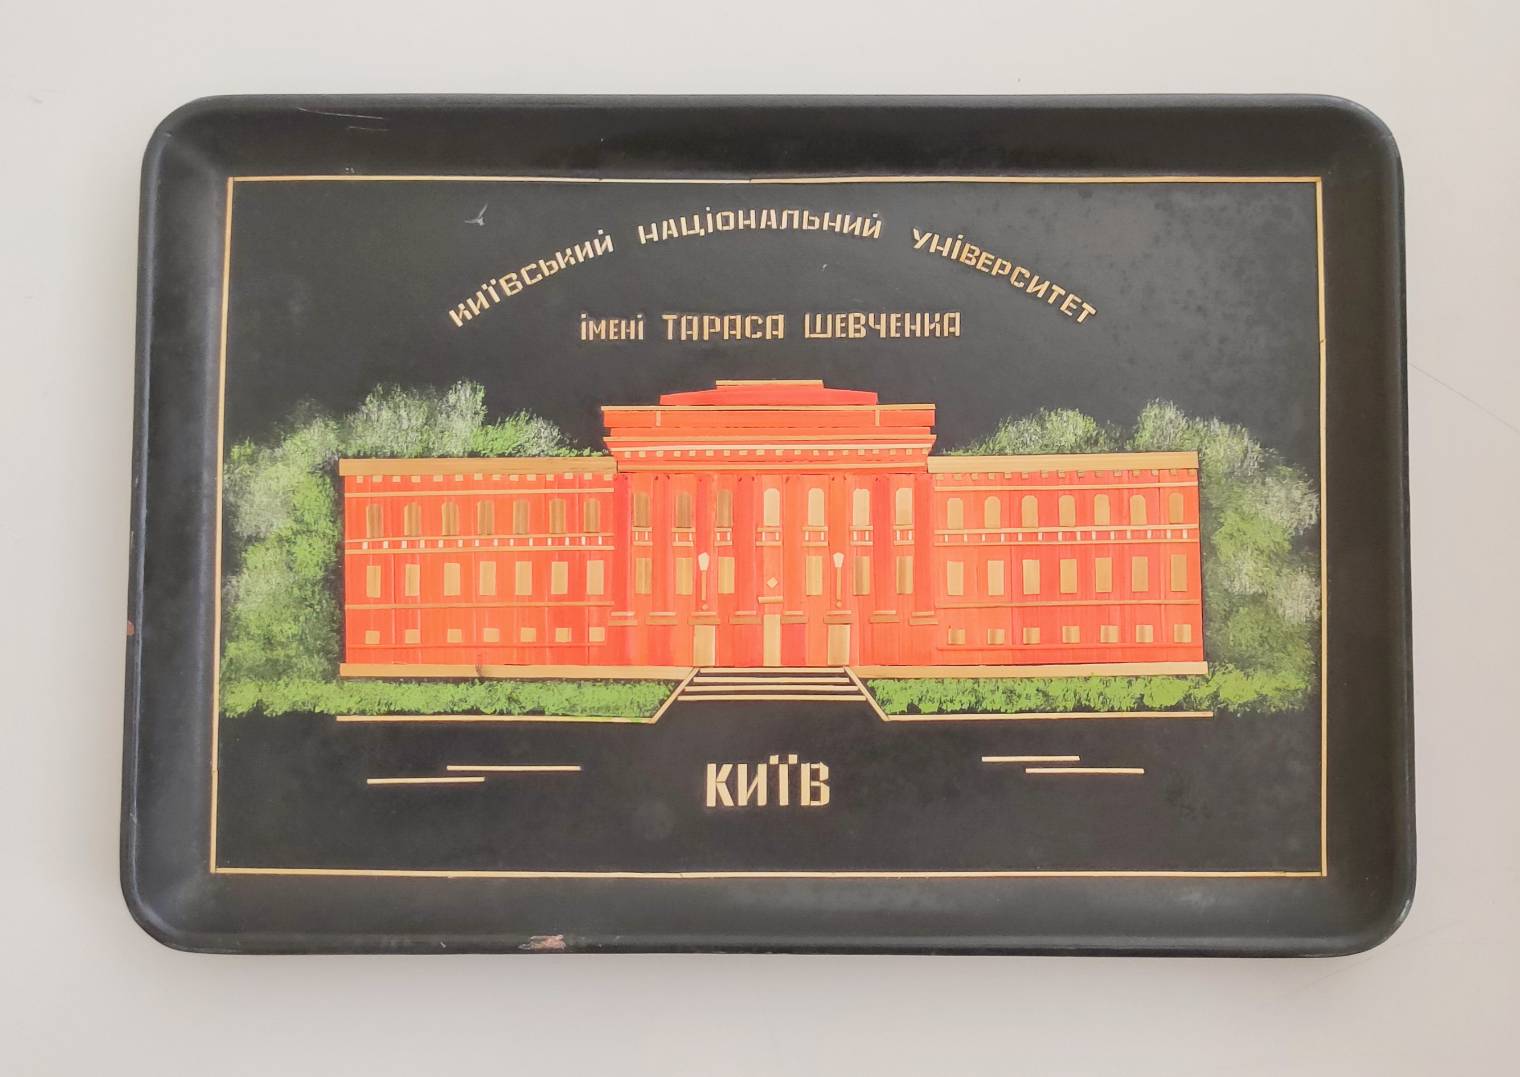 КИЇВСЬКИЙ НАЦІОНАЛЬНИЙ УНІВЕРСИТЕТ
імені ТАРАСА ШЕВЧЕНКА
КИЇВ